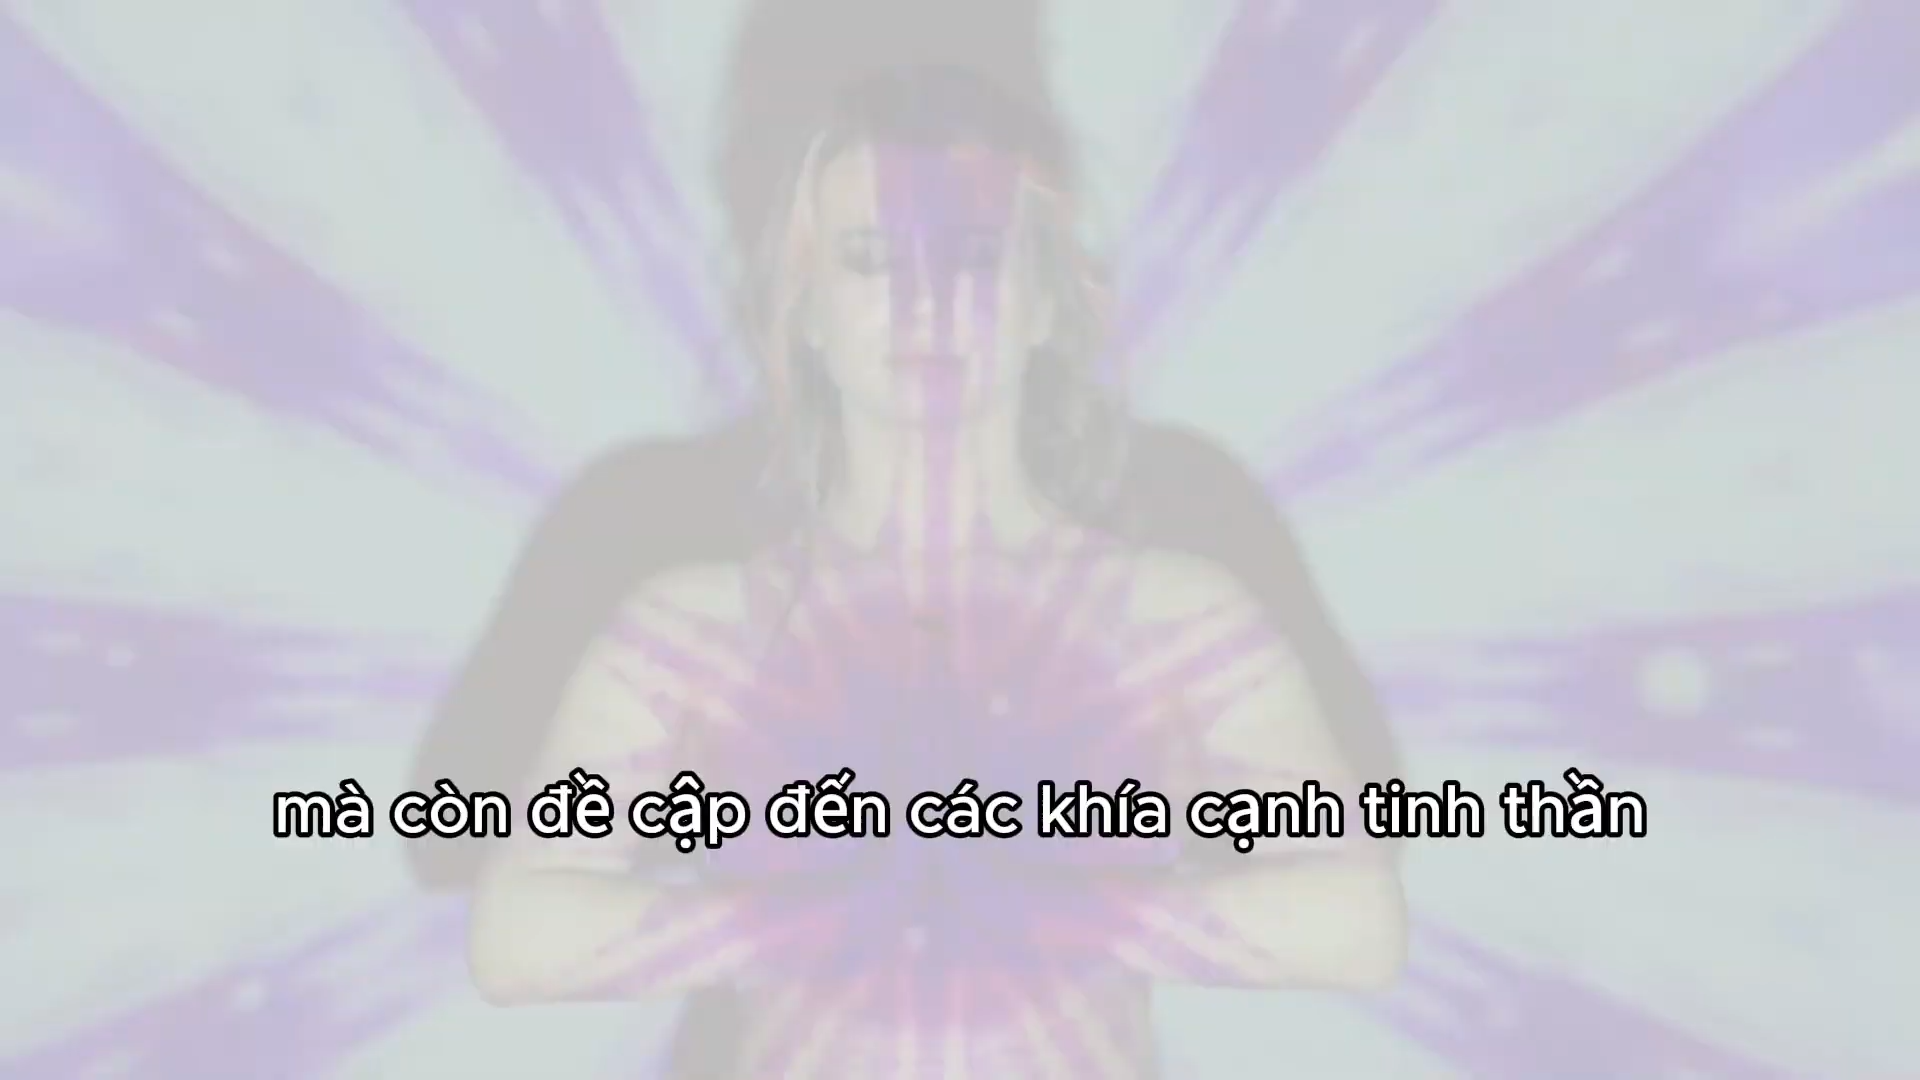 mà còn đề cập đến các khía cạnh tinh thần